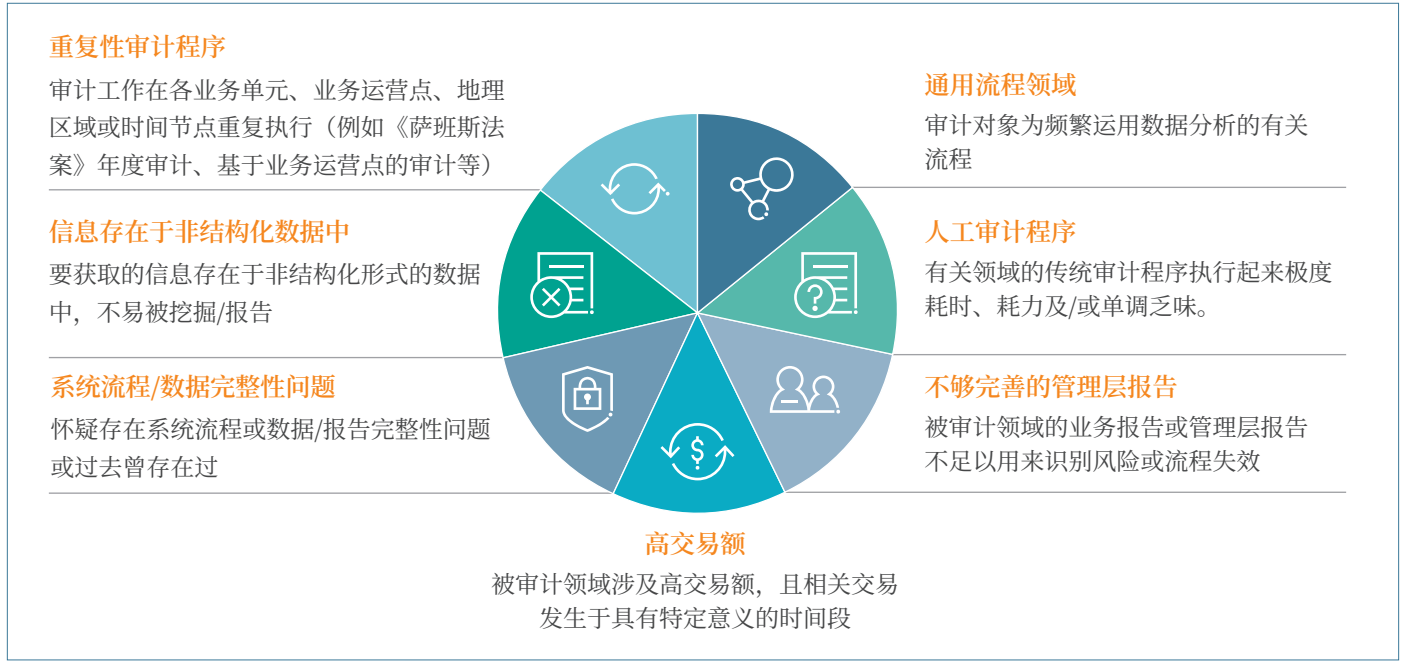 重复性审计程序
审计工作在各业务单元、业务运营点、地理
区域或时间节点重复执行（例如《萨班斯法
案》年度审计、基于业务运营点的审计等）
信息存在于非结构化数据中
要获取的信息存在于非结构化形式的数据
中，不易被挖掘/报告
系统流程/数据完整性问题
怀疑存在系统流程或数据/报告完整性问题
或过去曾存在过
通用流程领域
审计对象为频繁运用数据分析的有关
流程
人工审计程序
有关领域的传统审计程序执行起来极度
耗时、耗力及/或单调乏味。
不够完善的管理层报告
被审计领域的业务报告或管理层报告
不足以用来识别风险或流程失效
高交易额
被审计领域涉及高交易额，且相关交易
发生于具有特定意义的时间段
?
$